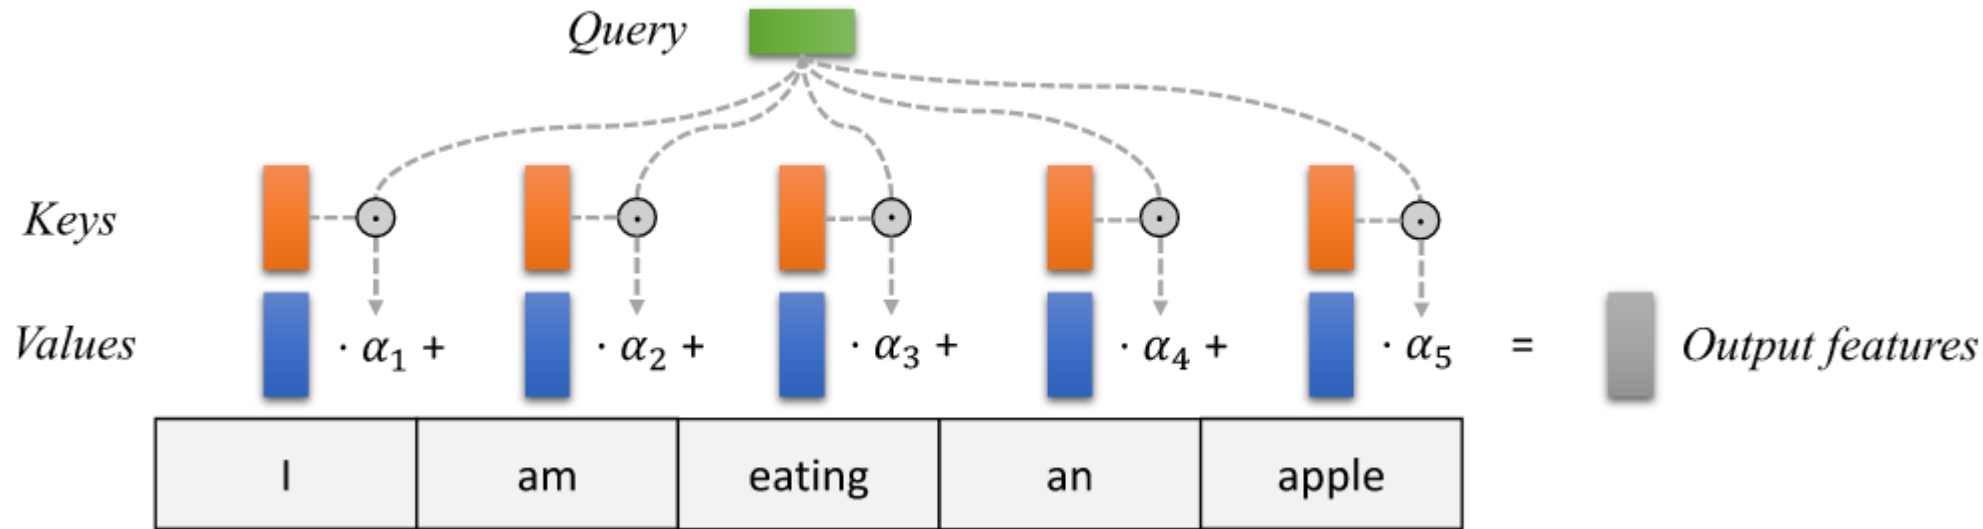 Query
Keys
Values · α₁ + · α₂ + · α₃ + · α₄ + · α₅ = Output features
I am eating an apple